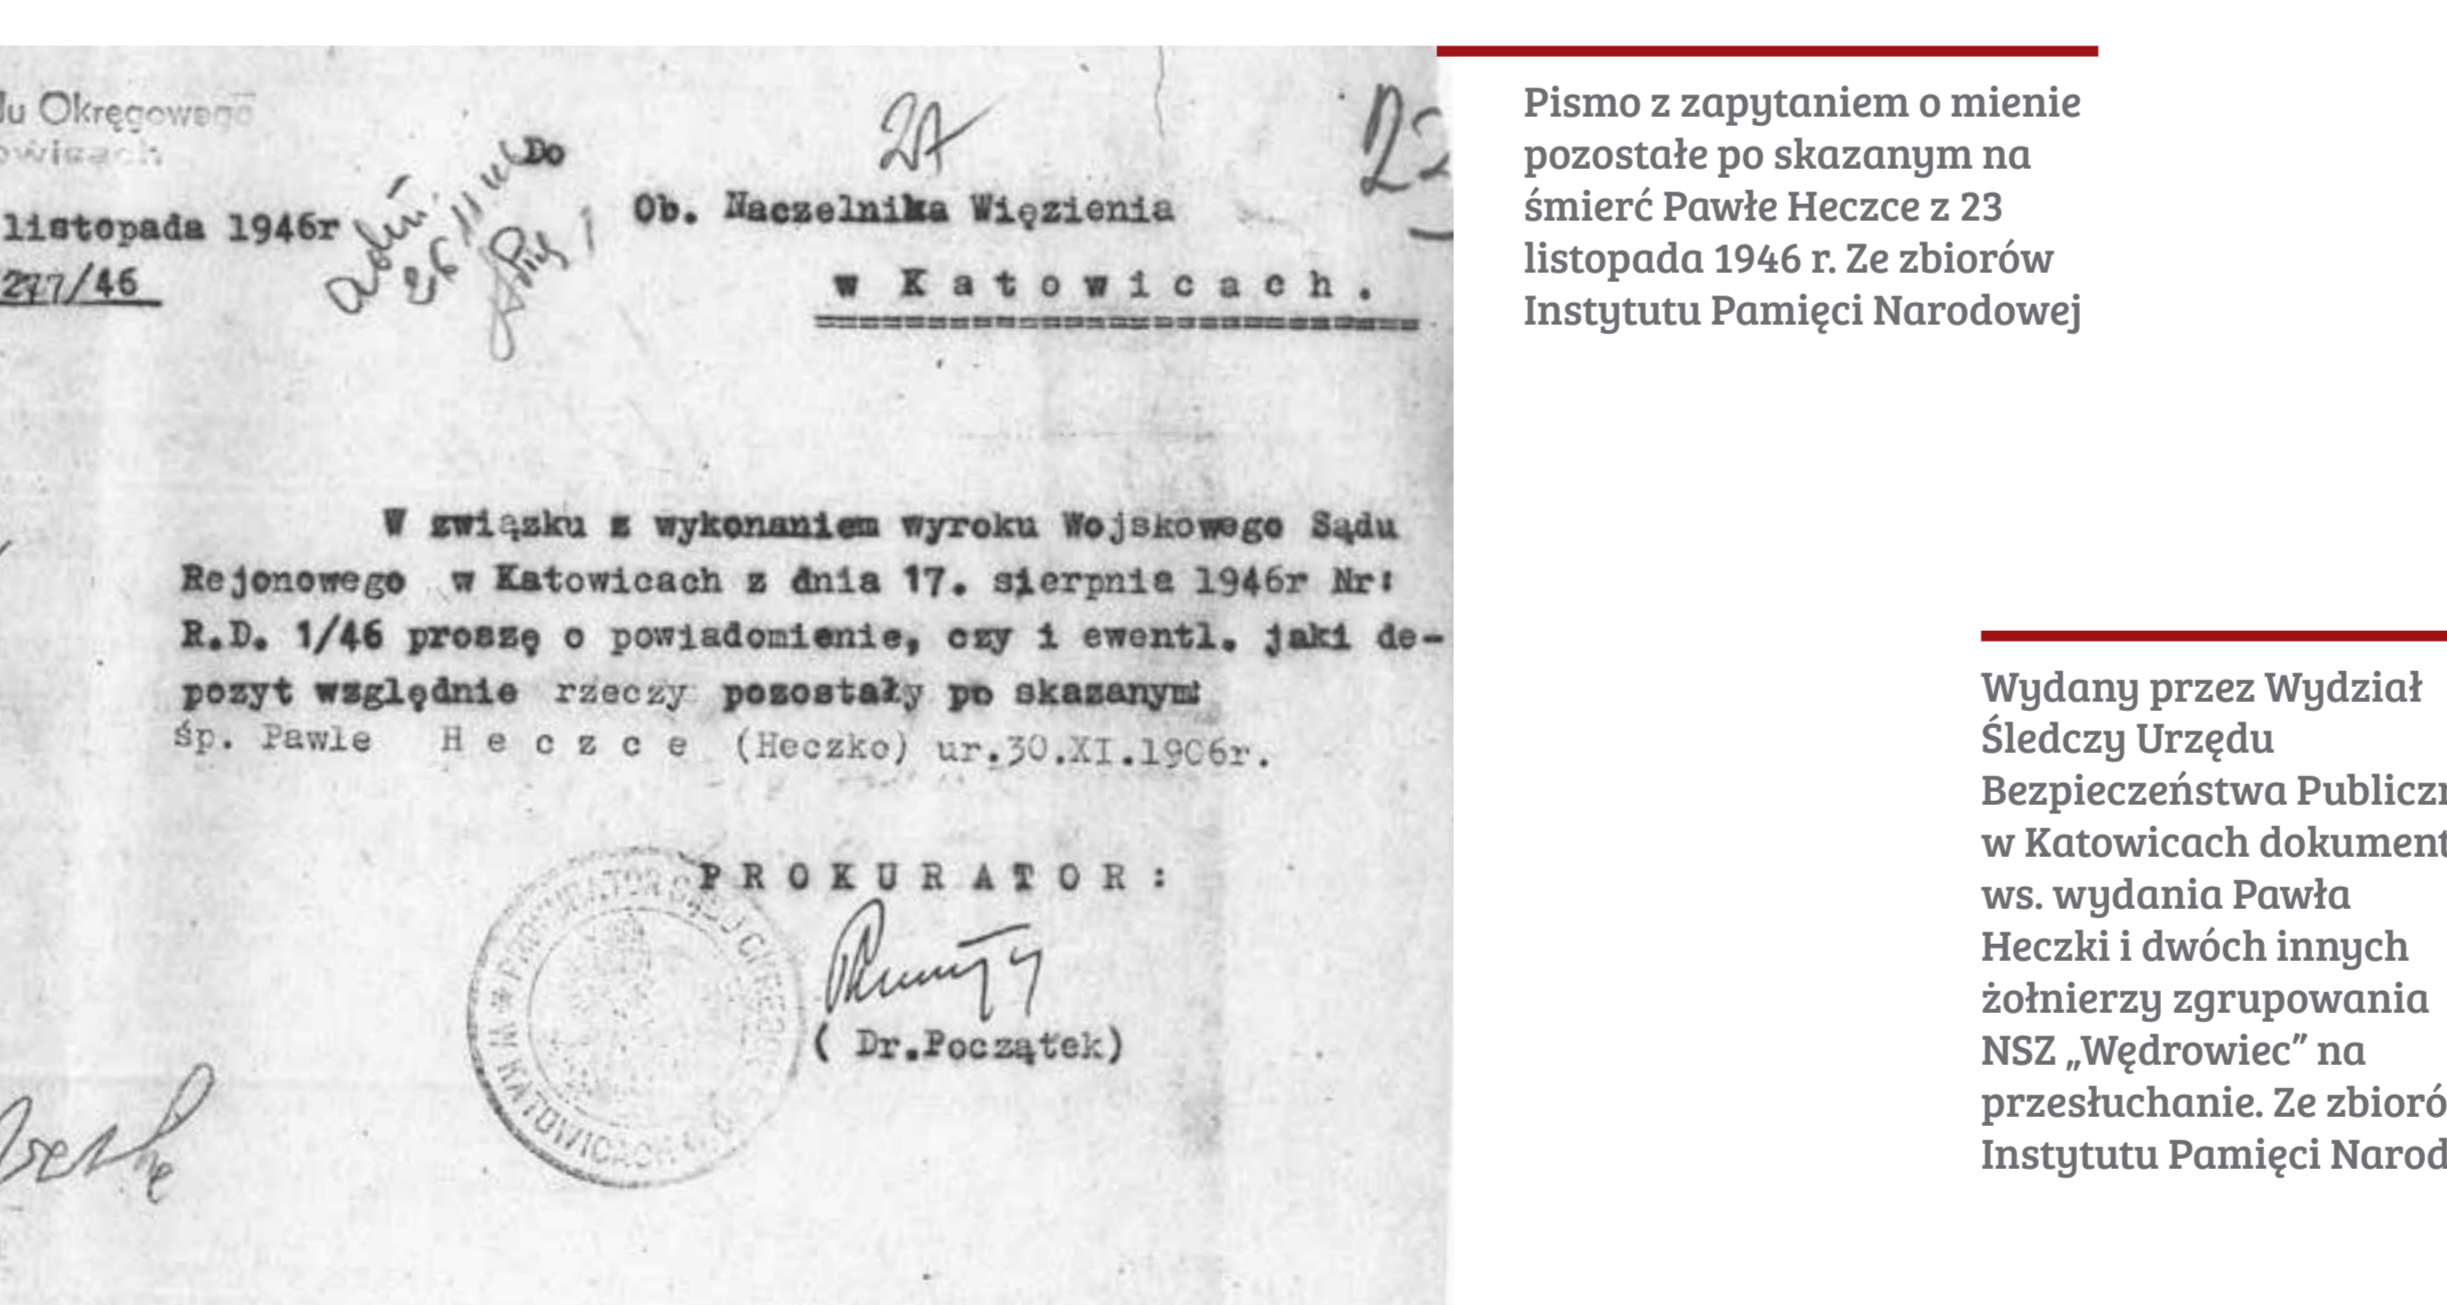 du Okręgowego
owicach
listopada 1946r
277/46
Do
Ob. Naczelnika Więzienia
w Katowicach.
W związku z wykonaniem wyroku Wojskowego Sądu
Rejonowego w Katowicach z dnia 17. sierpnia 1946r Nr:
R.D. 1/46 proszę o powiadomienie, czy i ewentl. jaki de-
pozyt względnie rzeczy pozostały po skazanym:
śp. Pawle H e c z c e (Heczko) ur.30.XI.1906r.
P R O K U R A T O R :
( Dr.Początek)
W KATOWICACH
Pismo z zapytaniem o mienie
pozostałe po skazanym na
śmierć Pawłe Heczce z 23
listopada 1946 r. Ze zbiorów
Instytutu Pamięci Narodowej
Wydany przez Wydział
Śledczy Urzędu
Bezpieczeństwa Publiczn
w Katowicach dokument
ws. wydania Pawła
Heczki i dwóch innych
żołnierzy zgrupowania
NSZ „Wędrowiec” na
przesłuchanie. Ze zbioró
Instytutu Pamięci Narod